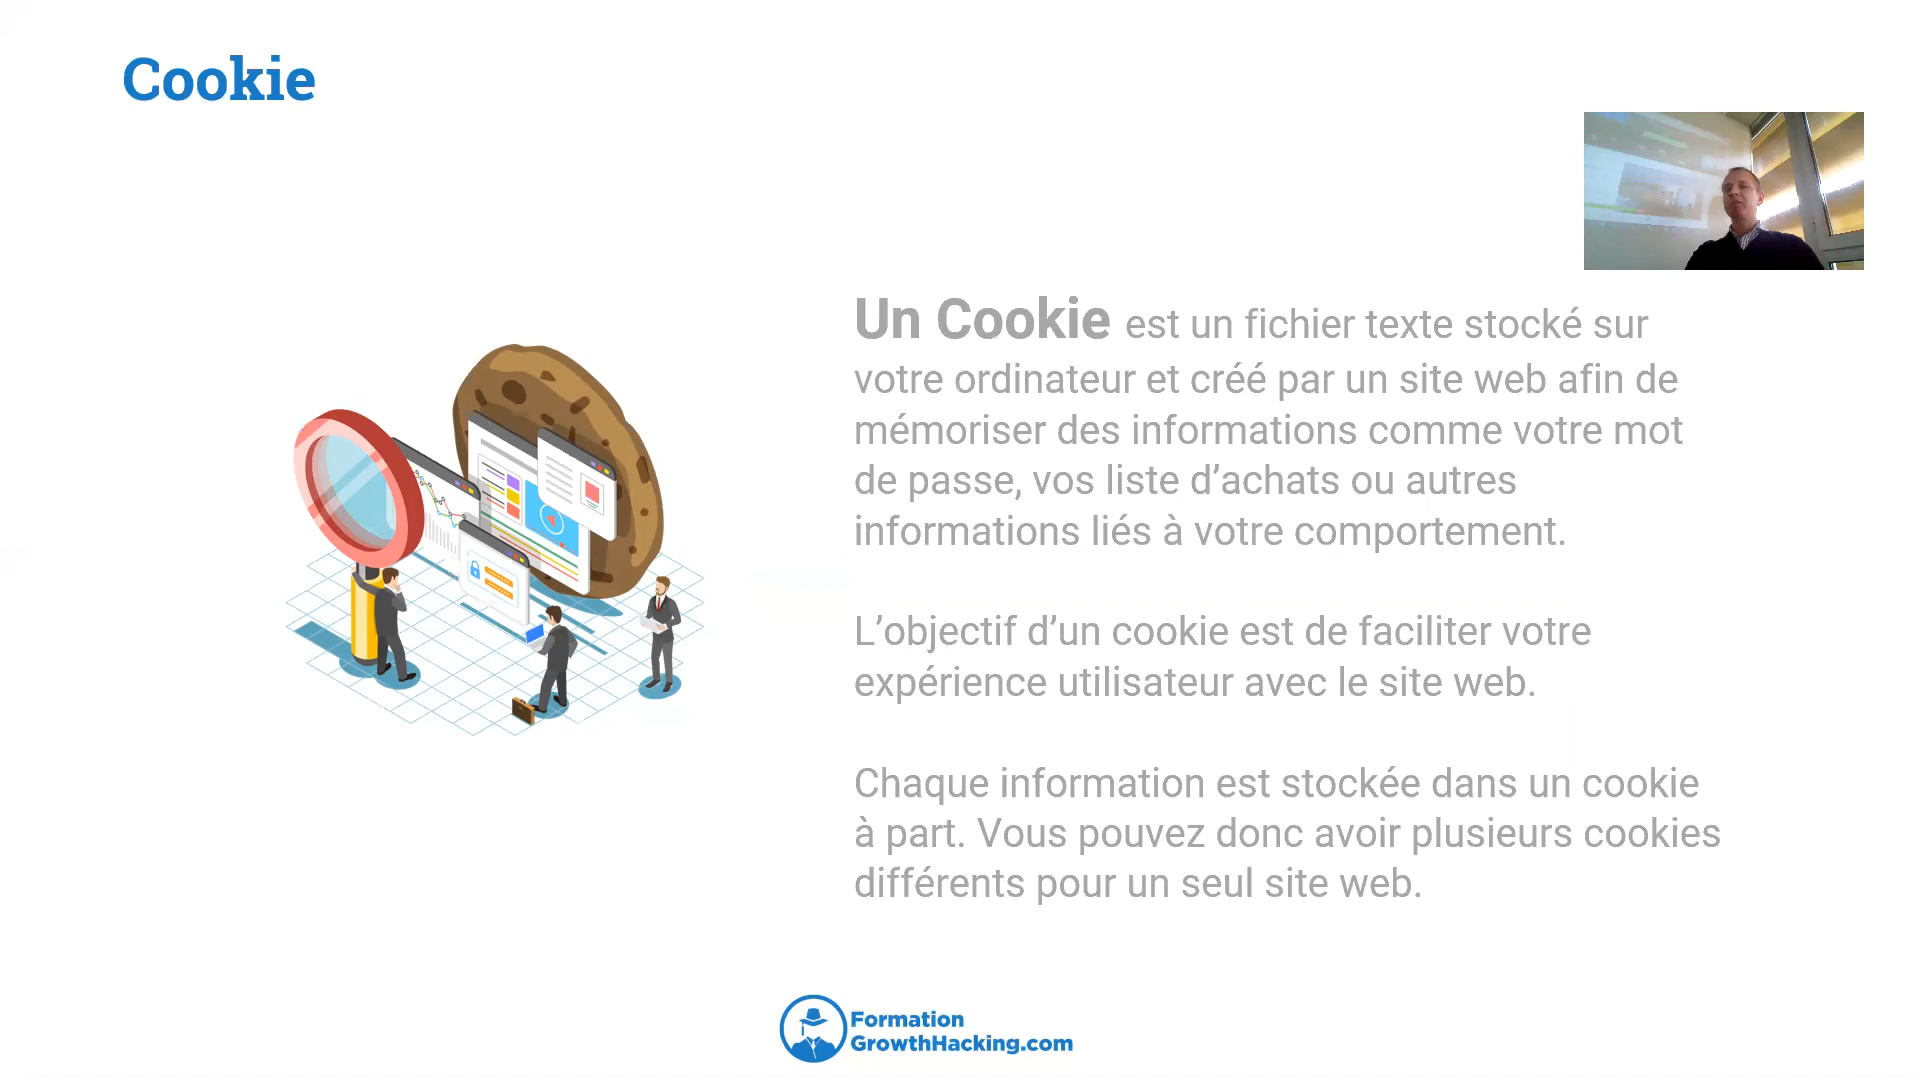 Cookie
Un Cookie est un fichier texte stocké sur
votre ordinateur et créé par un site web afin de
mémoriser des informations comme votre mot
de passe, vos liste d’achats ou autres
informations liés à votre comportement.
L’objectif d’un cookie est de faciliter votre
expérience utilisateur avec le site web.
Chaque information est stockée dans un cookie
à part. Vous pouvez donc avoir plusieurs cookies
différents pour un seul site web.
Formation
GrowthHacking.com